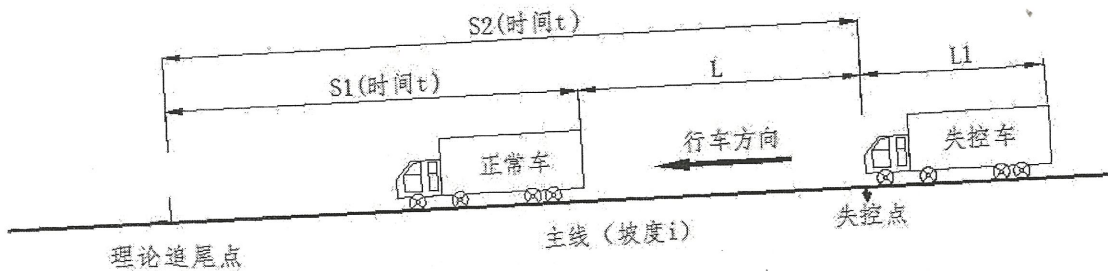 S2(时间t)
S1(时间t)
L
L1
正常车
行车方向
失控车
理论追尾点
主线（坡度i）
失控点